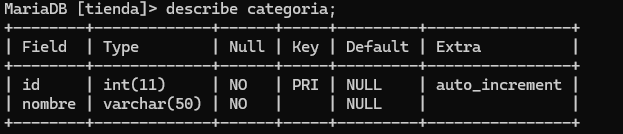 MariaDB [tienda]> describe categoria;
+--------+-------------+------+-----+---------+----------------+
| Field  | Type        | Null | Key | Default | Extra          |
+--------+-------------+------+-----+---------+----------------+
| id     | int(11)     | NO   | PRI | NULL    | auto_increment |
| nombre | varchar(50) | NO   |     | NULL    |                |
+--------+-------------+------+-----+---------+----------------+